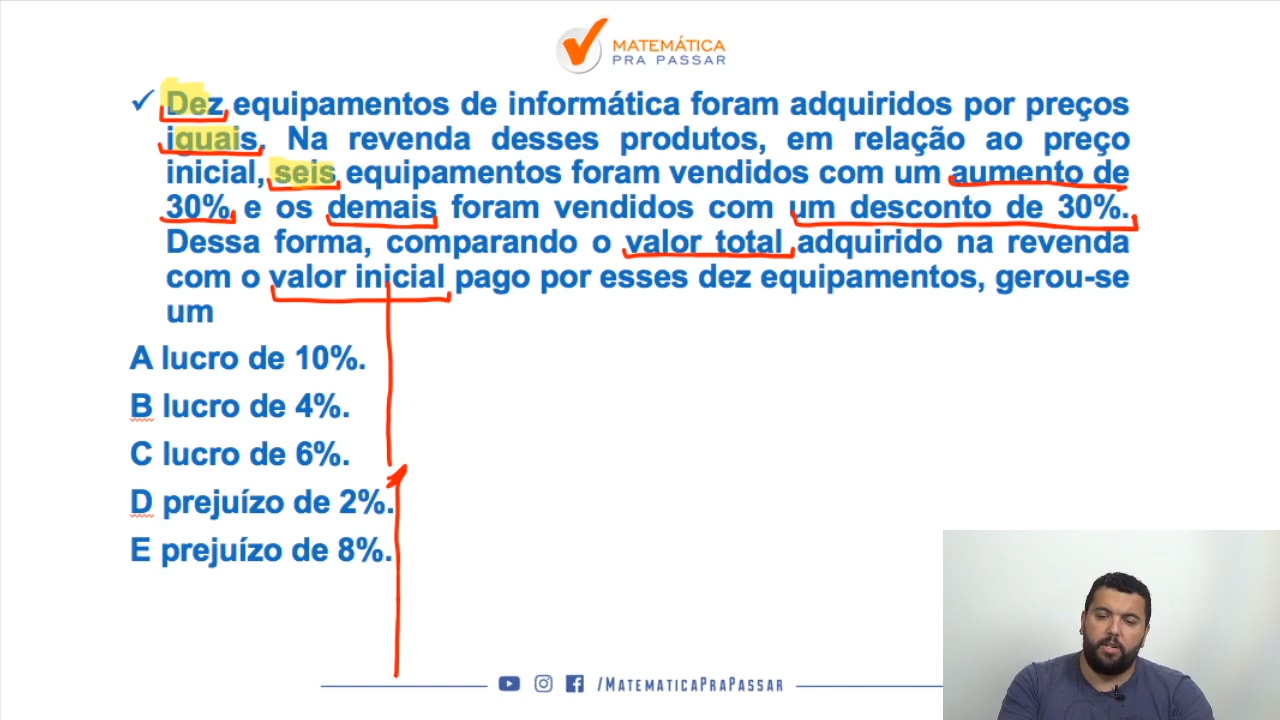 MATEMÁTICA
PRA PASSAR
✓ Dez equipamentos de informática foram adquiridos por preços
iguais. Na revenda desses produtos, em relação ao preço
inicial, seis equipamentos foram vendidos com um aumento de
30% e os demais foram vendidos com um desconto de 30%.
Dessa forma, comparando o valor total adquirido na revenda
com o valor inicial pago por esses dez equipamentos, gerou-se
um
A lucro de 10%.
B lucro de 4%.
C lucro de 6%.
D prejuízo de 2%.
E prejuízo de 8%.
/MATEMATICAPRAPASSAR